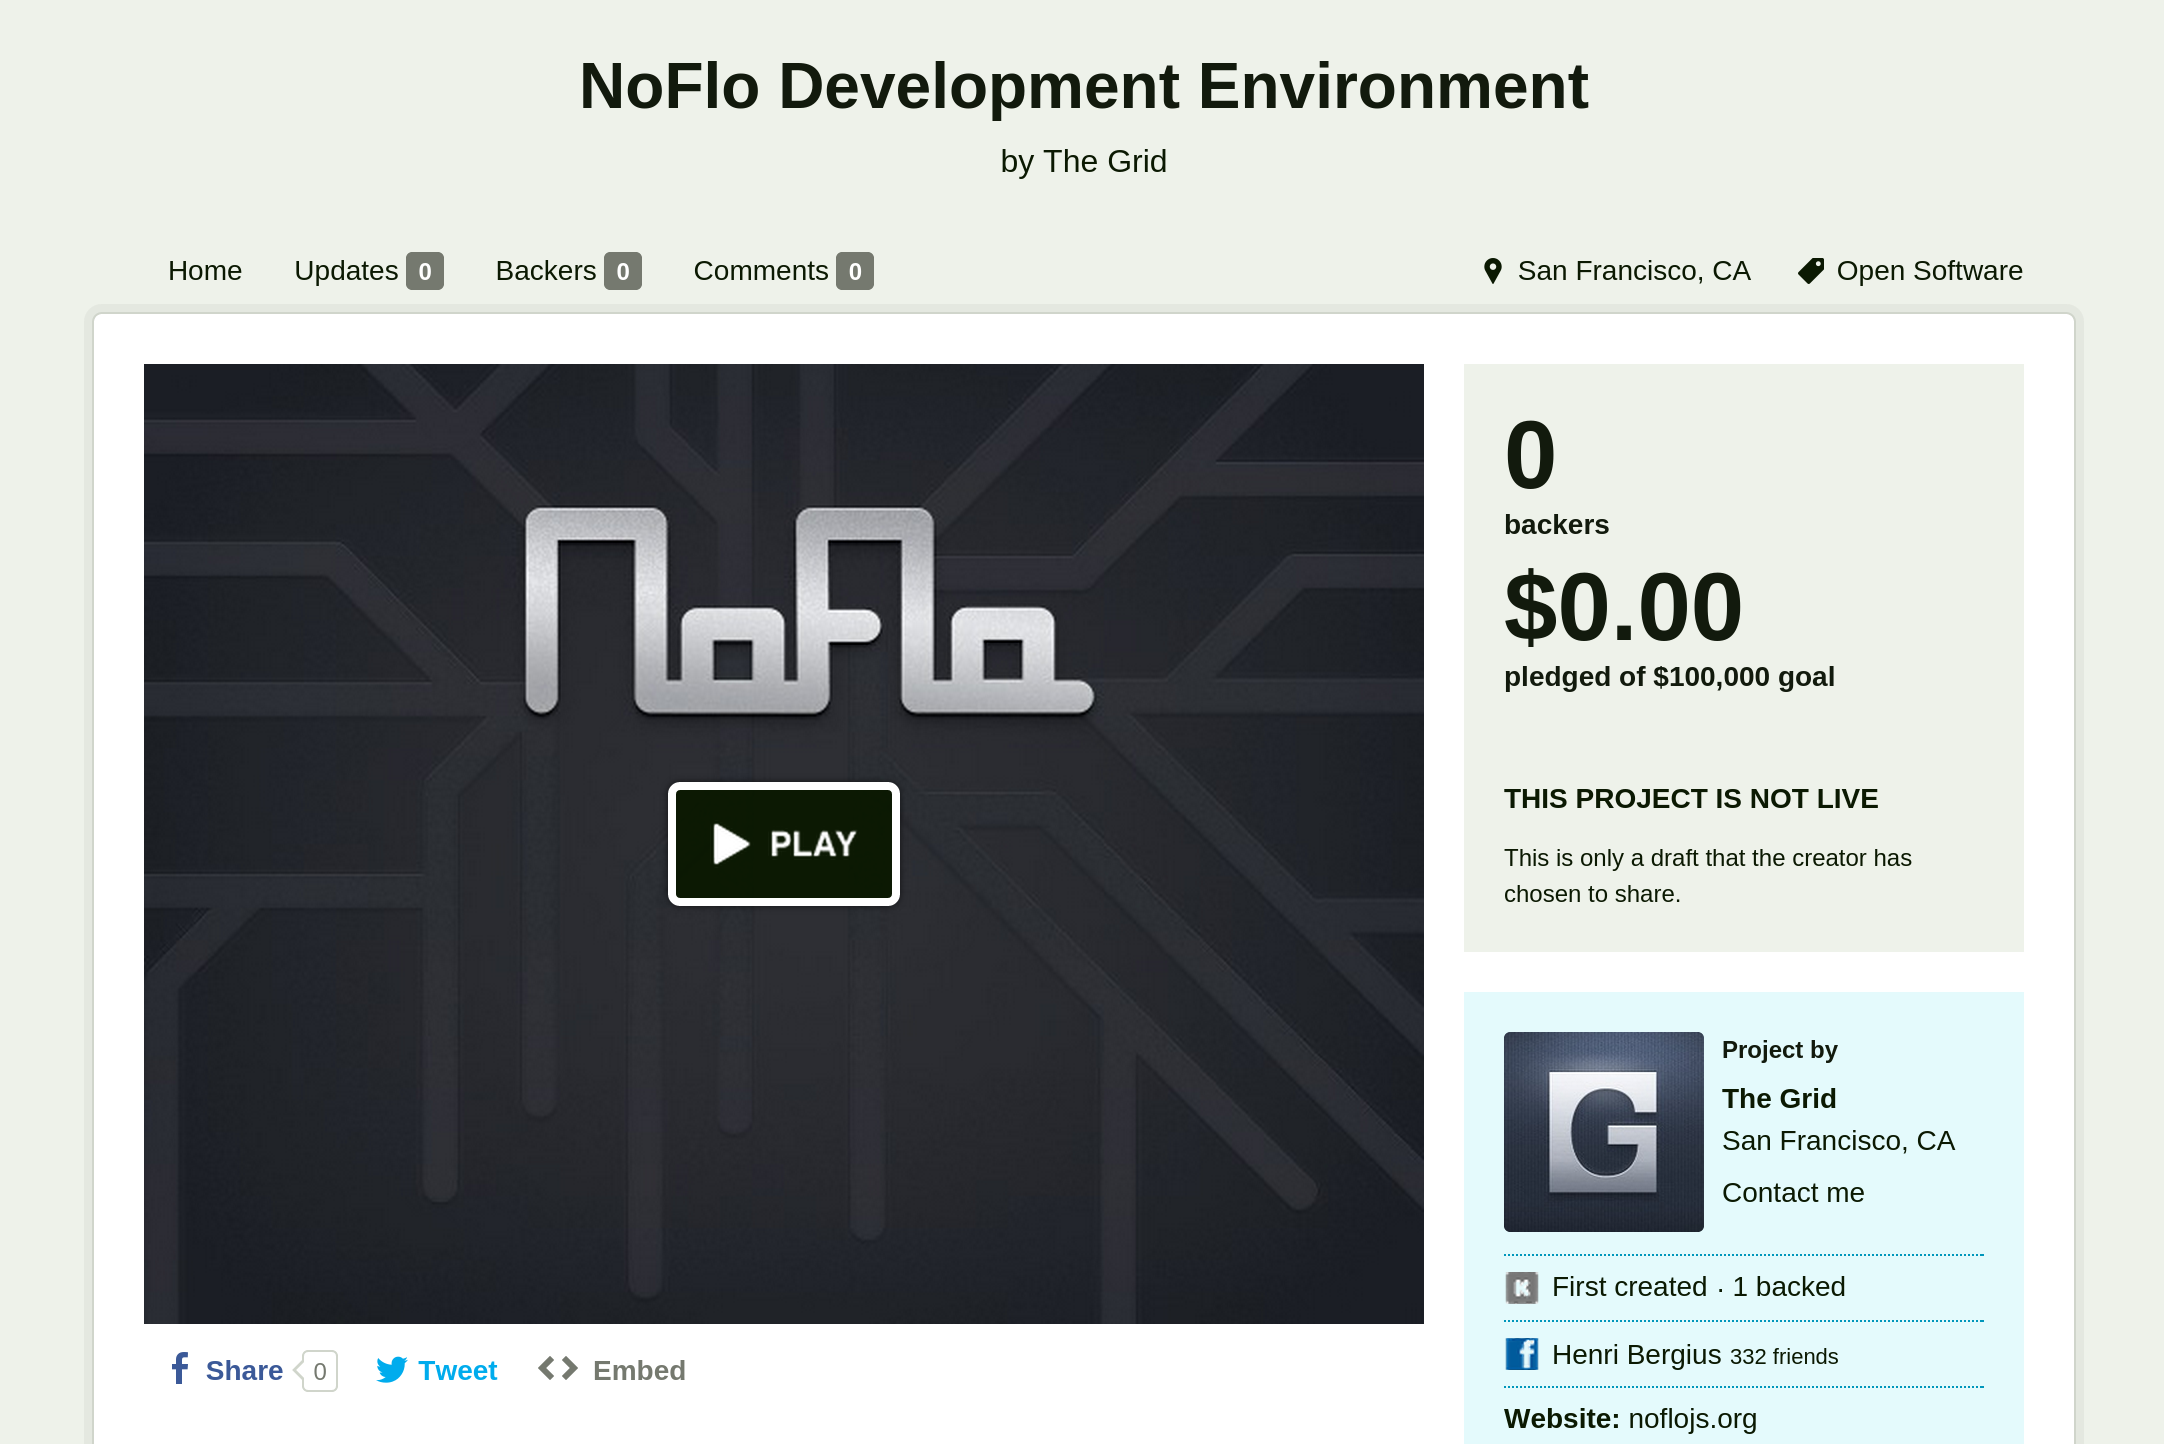 NoFlo Development Environment
by The Grid
Home Updates 0 Backers 0 Comments 0 San Francisco, CA Open Software
NoFlo
PLAY
0
backers
$0.00
pledged of $100,000 goal
THIS PROJECT IS NOT LIVE
This is only a draft that the creator has
chosen to share.
G
Project by
The Grid
San Francisco, CA
Contact me
K First created · 1 backed
f Henri Bergius 332 friends
Website: noflojs.org
f Share 0 Tweet Embed